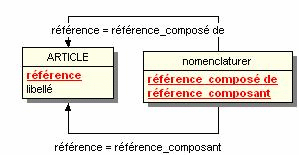 référence = référence_composé de
ARTICLE
référence
libellé
nomenclaturer
référence_composé de
référence_composant
référence = référence_composant